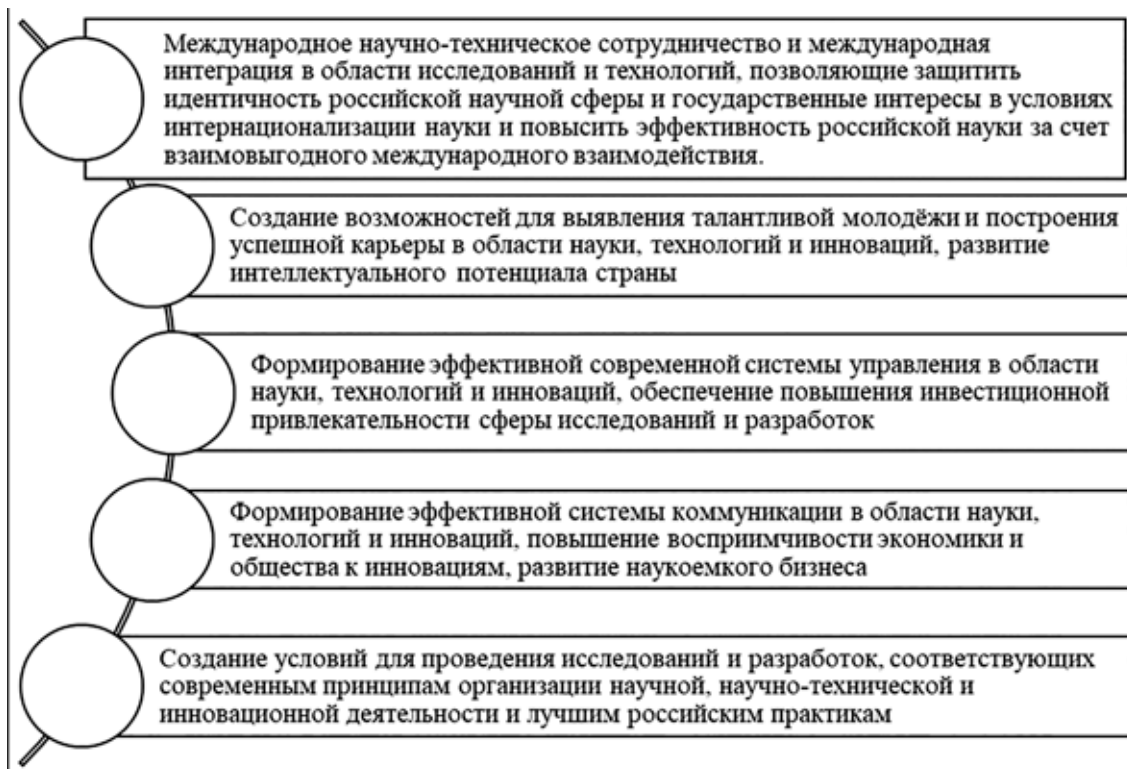 Международное научно-техническое сотрудничество и международная
интеграция в области исследований и технологий, позволяющие защитить
идентичность российской научной сферы и государственные интересы в условиях
интернационализации науки и повысить эффективность российской науки за счет
взаимовыгодного международного взаимодействия.
Создание возможностей для выявления талантливой молодёжи и построения
успешной карьеры в области науки, технологий и инноваций, развитие
интеллектуального потенциала страны
Формирование эффективной современной системы управления в области
науки, технологий и инноваций, обеспечение повышения инвестиционной
привлекательности сферы исследований и разработок
Формирование эффективной системы коммуникации в области науки,
технологий и инноваций, повышение восприимчивости экономики и
общества к инновациям, развитие наукоемкого бизнеса
Создание условий для проведения исследований и разработок, соответствующих
современным принципам организации научной, научно-технической и
инновационной деятельности и лучшим российским практикам